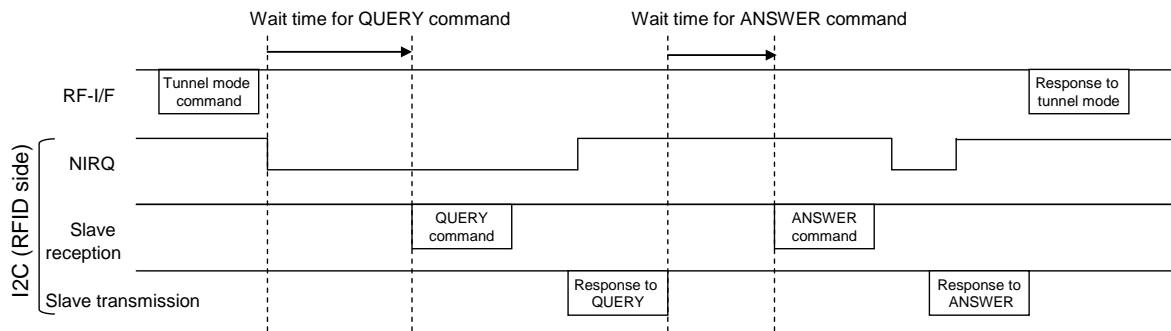 Wait time for QUERY command
Wait time for ANSWER command
RF-I/F
Tunnel mode
command
Response to
tunnel mode
I2C (RFID side)
NIRQ
Slave
reception
QUERY
command
ANSWER
command
Slave transmission
Response to
QUERY
Response to
ANSWER